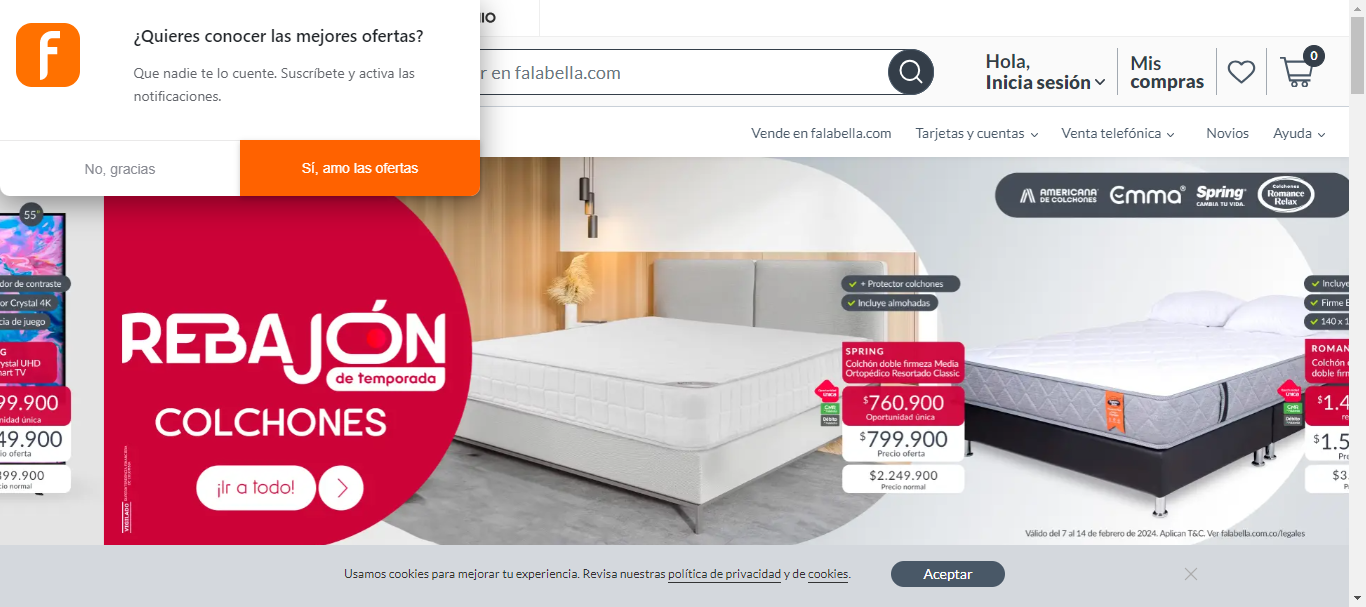 ¿Quieres conocer las mejores ofertas?
Que nadie te lo cuente. Suscríbete y activa las
notificaciones.
No, gracias
Sí, amo las ofertas
IO
r en falabella.com
Hola,
Inicia sesión
Mis
compras
0
Vende en falabella.com
Tarjetas y cuentas
Venta telefónica
Novios
Ayuda
55"
dor de contraste
or Crystal 4K
cia de juego
G
ystal UHD
art TV
99.900
nidad única
49.900
io oferta
899.900
cio normal
REBAJÓN
de temporada
COLCHONES
¡Ir a todo!
VIGILADO
AMERICANA
DE COLCHONES
Emma
Spring
CAMBIA TU VIDA.
Colchones
Romance
Relax
+ Protector colchones
Incluye almohadas
SPRING
Colchón doble firmeza Media
Ortopédico Resortado Classic
$760.900
Oportunidad única
$799.900
Precio oferta
$2.249.900
Precio normal
Incluye
Firme E
140 x 1
ROMAN
Colchón
doble firm
$1.4
$1.5
Pre
$3.
P
Válido del 7 al 14 de febrero de 2024. Aplican T&C. Ver falabella.com.co/legales
Usamos cookies para mejorar tu experiencia. Revisa nuestras política de privacidad y de cookies.
Aceptar